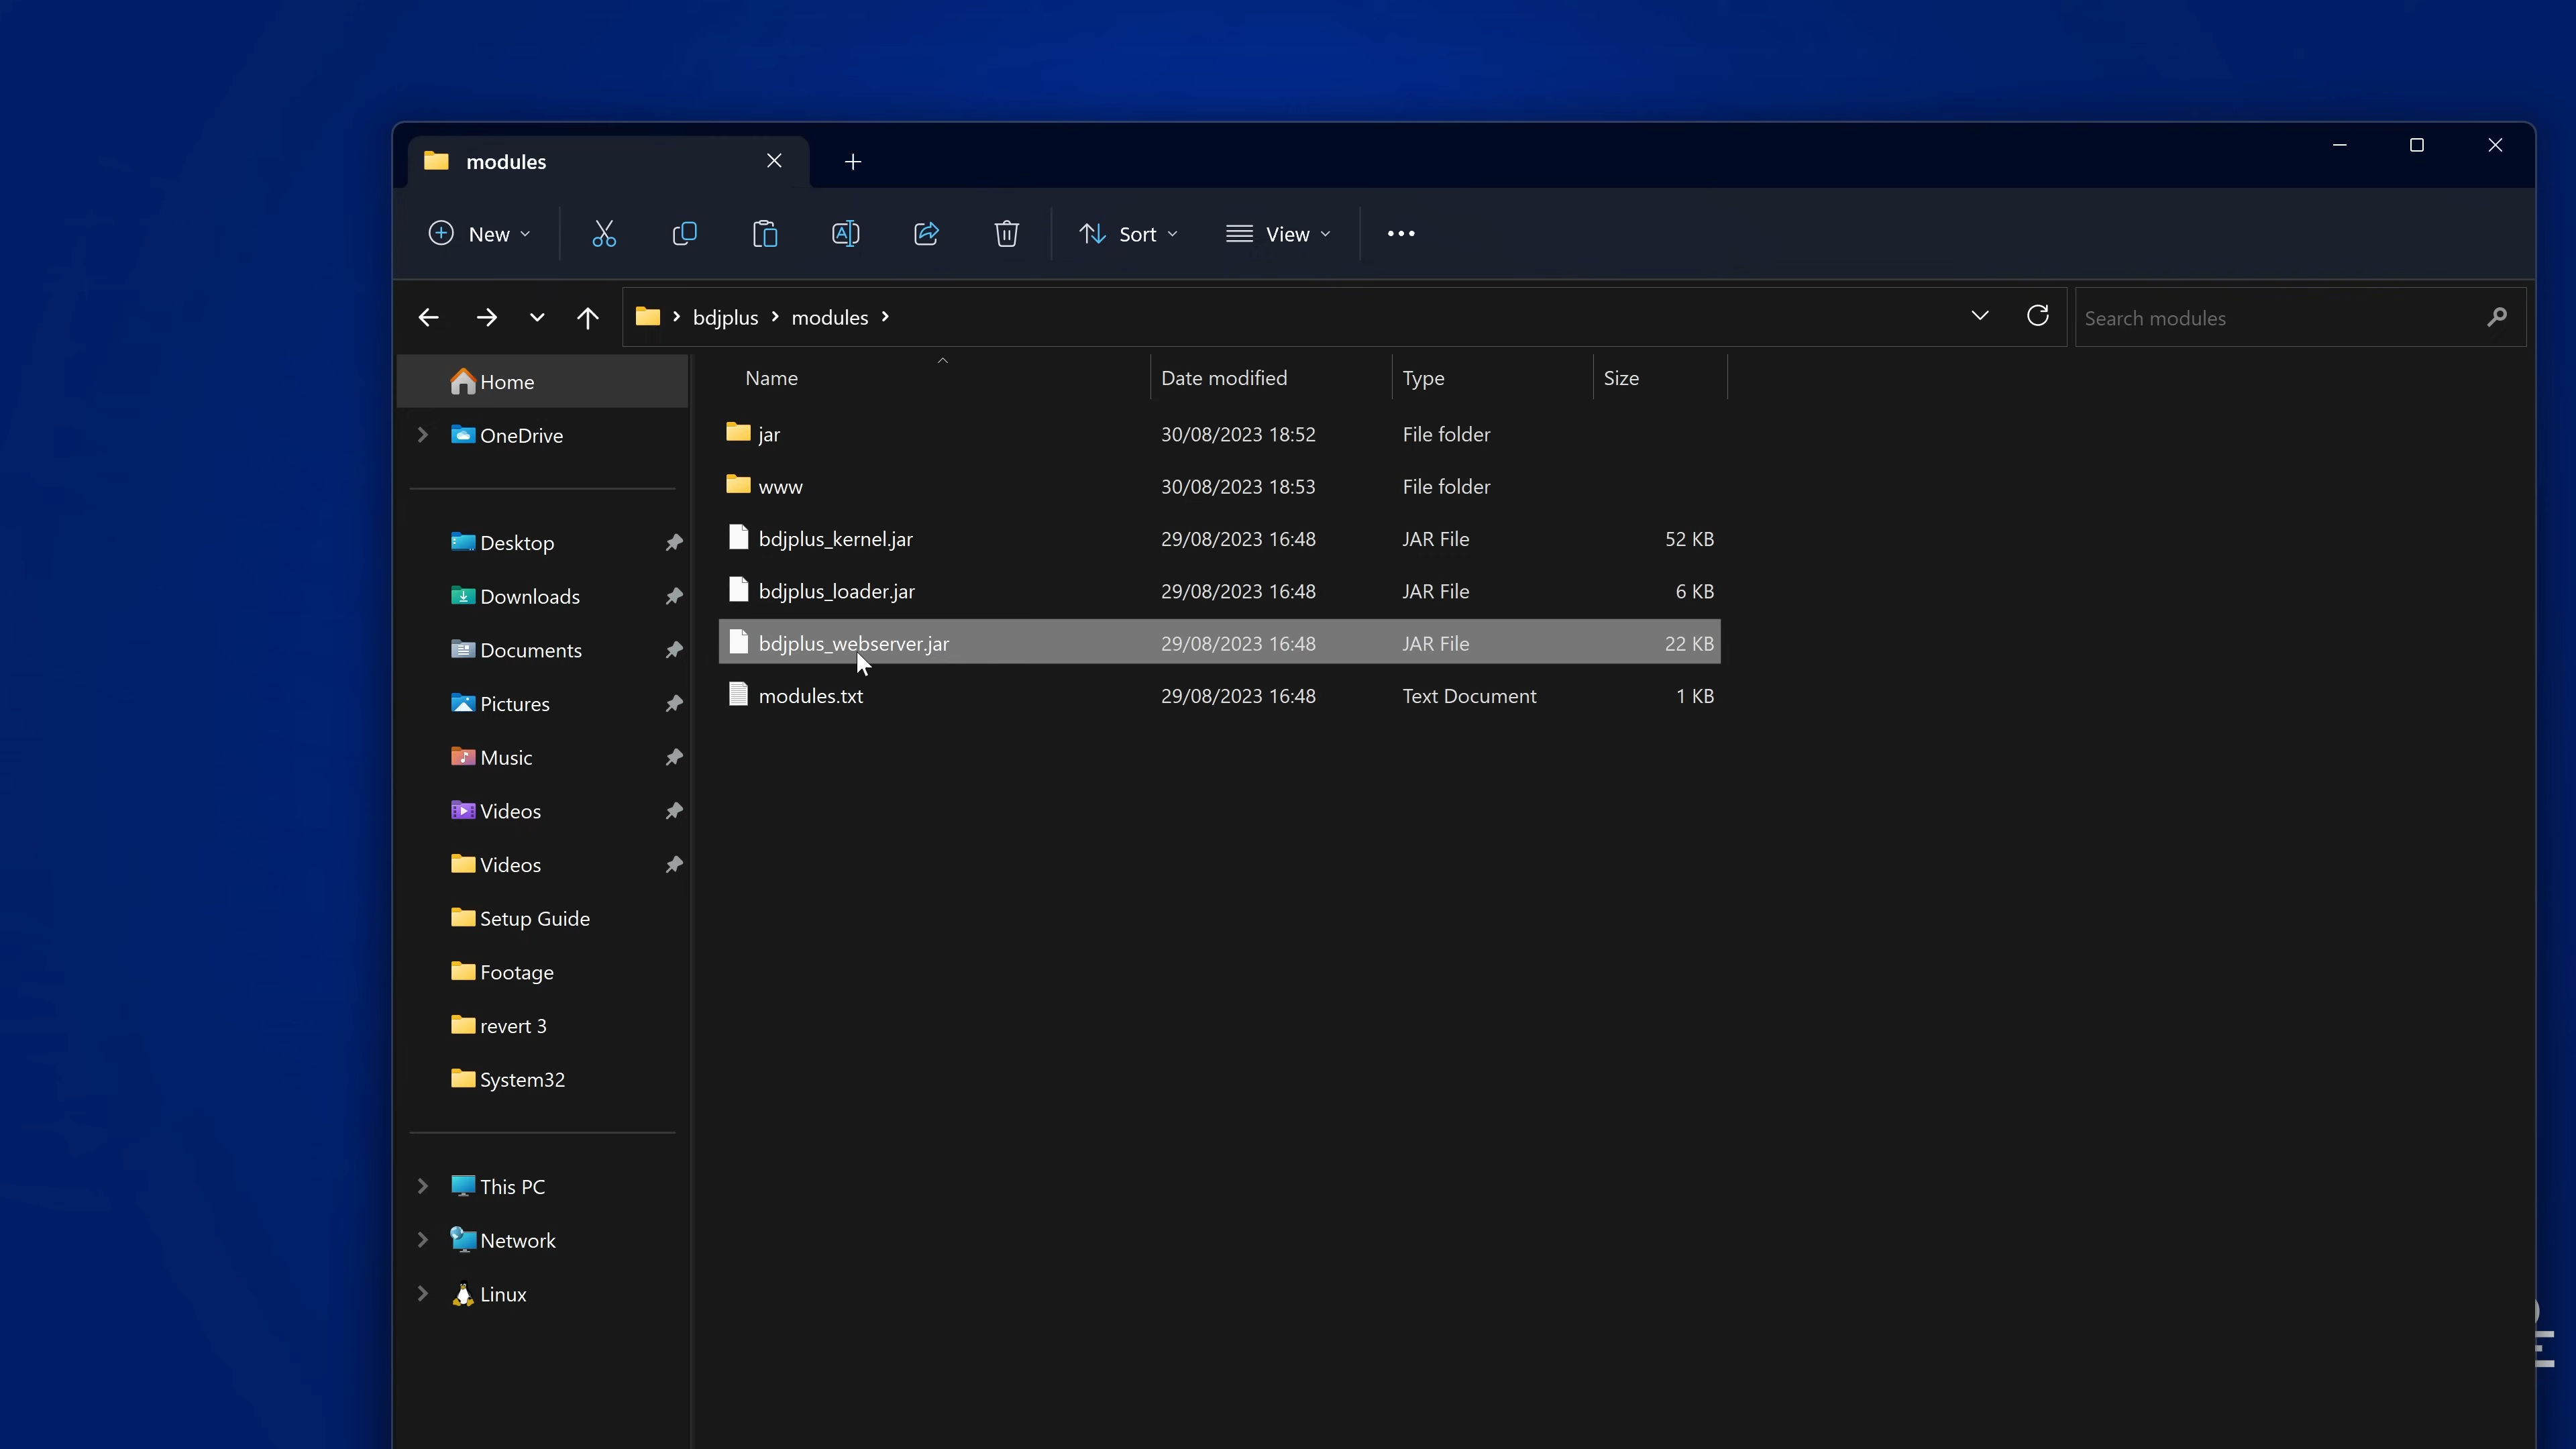 modules
New
Sort
View
bdjplus
modules
Search modules
Home
OneDrive
Desktop
Downloads
Documents
Pictures
Music
Videos
Videos
Setup Guide
Footage
revert 3
System32
This PC
Network
Linux
Name Date modified Type Size
jar 30/08/2023 18:52 File folder
www 30/08/2023 18:53 File folder
bdjplus_kernel.jar 29/08/2023 16:48 JAR File 52 KB
bdjplus_loader.jar 29/08/2023 16:48 JAR File 6 KB
bdjplus_webserver.jar 29/08/2023 16:48 JAR File 22 KB
modules.txt 29/08/2023 16:48 Text Document 1 KB